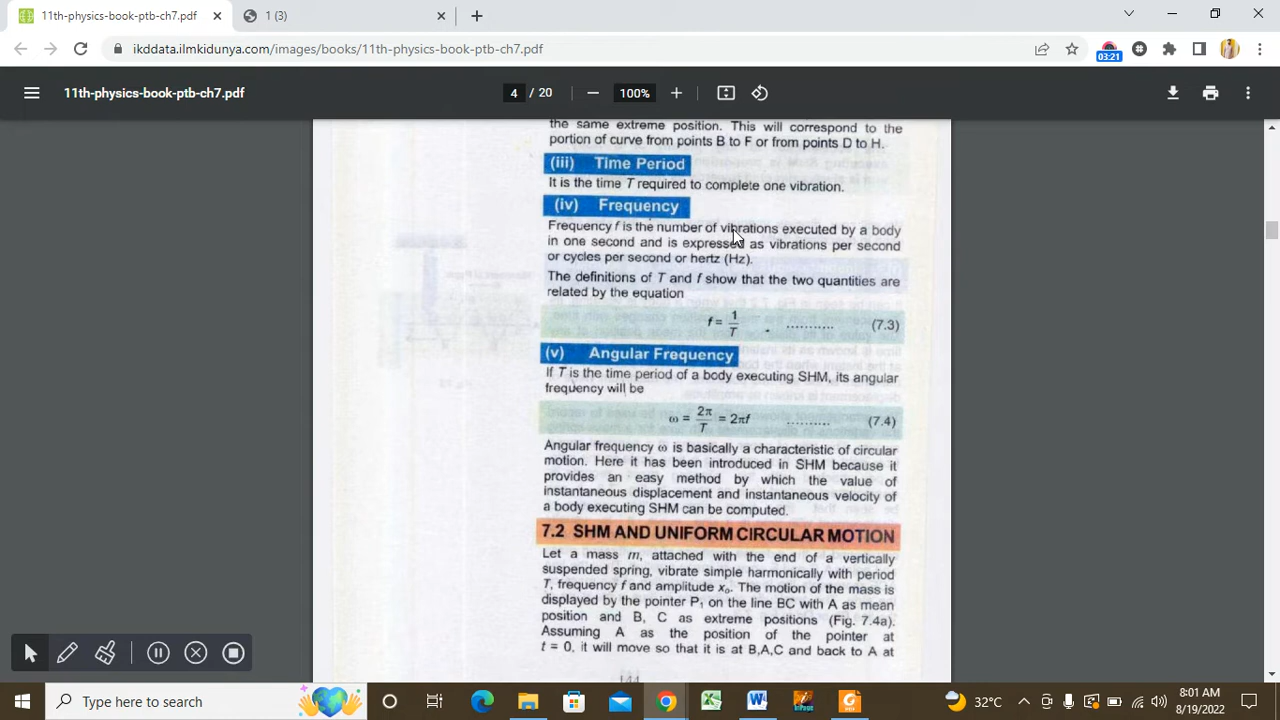 11th-physics-book-ptb-ch7.pdf
1 (3)
ikddata.ilmkidunya.com/images/books/11th-physics-book-ptb-ch7.pdf
03:21
11th-physics-book-ptb-ch7.pdf
4 / 20
100%
the same extreme position. This will correspond to the
portion of curve from points B to F or from points D to H.
(iii) Time Period
It is the time T required to complete one vibration.
(iv) Frequency
Frequency f is the number of vibrations executed by a body
in one second and is expressed as vibrations per second
or cycles per second or hertz (Hz).
The definitions of T and f show that the two quantities are
related by the equation
f = 1/T . ........... (7.3)
(v) Angular Frequency
If T is the time period of a body executing SHM, its angular
frequency will be
ω = 2π/T = 2πf .......... (7.4)
Angular frequency ω is basically a characteristic of circular
motion. Here it has been introduced in SHM because it
provides an easy method by which the value of
instantaneous displacement and instantaneous velocity of
a body executing SHM can be computed.
7.2 SHM AND UNIFORM CIRCULAR MOTION
Let a mass m, attached with the end of a vertically
suspended spring, vibrate simple harmonically with period
T, frequency f and amplitude x₀. The motion of the mass is
displayed by the pointer P₁ on the line BC with A as mean
position and B, C as extreme positions (Fig. 7.4a).
Assuming A as the position of the pointer at
t = 0, it will move so that it is at B,A,C and back to A at
144
Type here to search
32°C
8:01 AM
8/19/2022